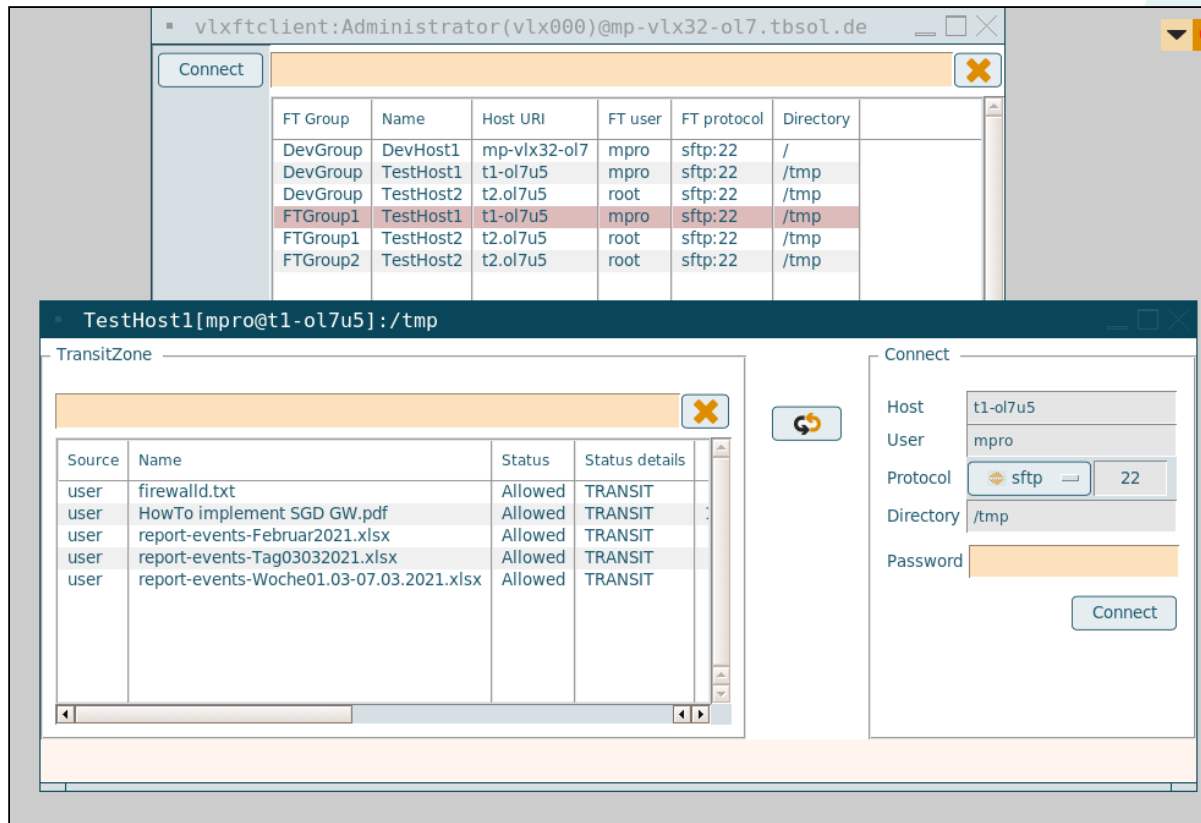 vlxftclient:Administrator(vlx000)@mp-vlx32-ol7.tbsol.de
Connect
FT Group Name Host URI FT user FT protocol Directory
DevGroup DevHost1 mp-vlx32-ol7 mpro sftp:22 /
DevGroup TestHost1 t1-ol7u5 mpro sftp:22 /tmp
DevGroup TestHost2 t2.ol7u5 root sftp:22 /tmp
FTGroup1 TestHost1 t1-ol7u5 mpro sftp:22 /tmp
FTGroup1 TestHost2 t2.ol7u5 root sftp:22 /tmp
FTGroup2 TestHost2 t2.ol7u5 root sftp:22 /tmp
TestHost1[mpro@t1-ol7u5]:/tmp
TransitZone
Source Name Status Status details
user firewalld.txt Allowed TRANSIT
user HowTo implement SGD GW.pdf Allowed TRANSIT
user report-events-Februar2021.xlsx Allowed TRANSIT
user report-events-Tag03032021.xlsx Allowed TRANSIT
user report-events-Woche01.03-07.03.2021.xlsx Allowed TRANSIT
Connect
Host t1-ol7u5
User mpro
Protocol sftp 22
Directory /tmp
Password
Connect